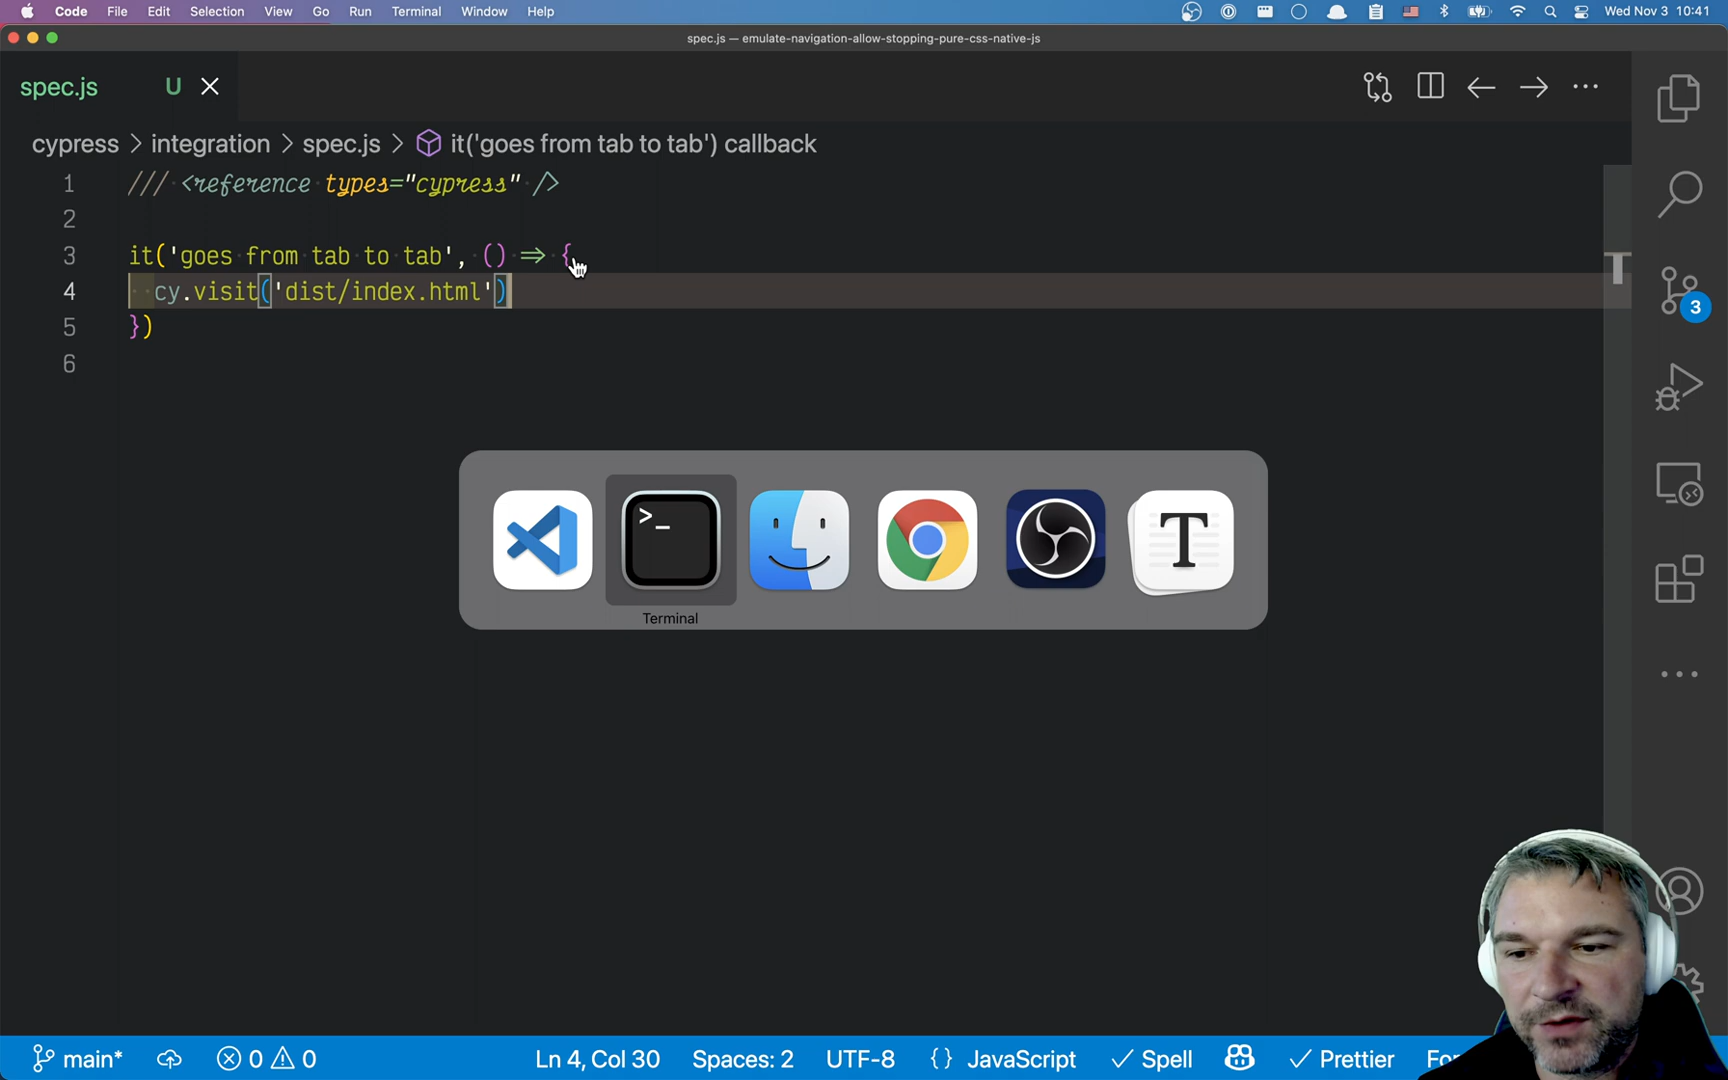 Code File Edit Selection View Go Run Terminal Window Help Wed Nov 3 10:41
spec.js — emulate-navigation-allow-stopping-pure-css-native-js
spec.js U
cypress > integration > spec.js > it('goes from tab to tab') callback
1 /// <reference types="cypress" />
2
3 it('goes from tab to tab', () => {
4 cy.visit('dist/index.html')
5 })
6
3
>_
T
Terminal
main* 0 0 Ln 4, Col 30 Spaces: 2 UTF-8 {} JavaScript Spell Prettier